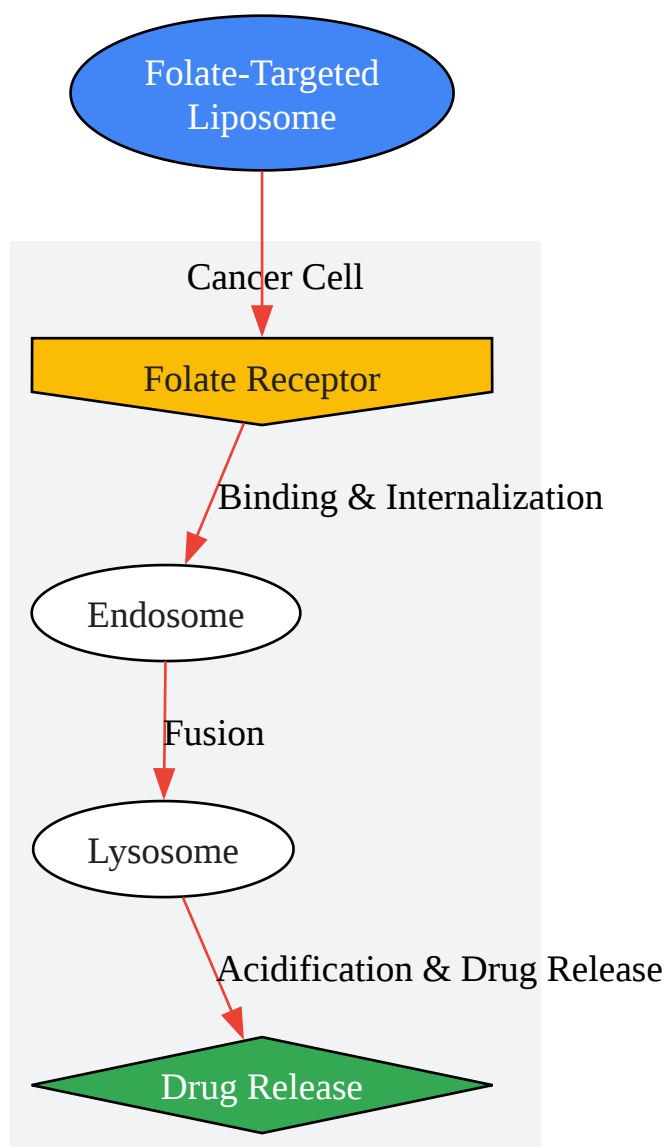 Folate-Targeted
Liposome
Cancer Cell
Folate Receptor
Binding & Internalization
Endosome
Fusion
Lysosome
Acidification & Drug Release
Drug Release